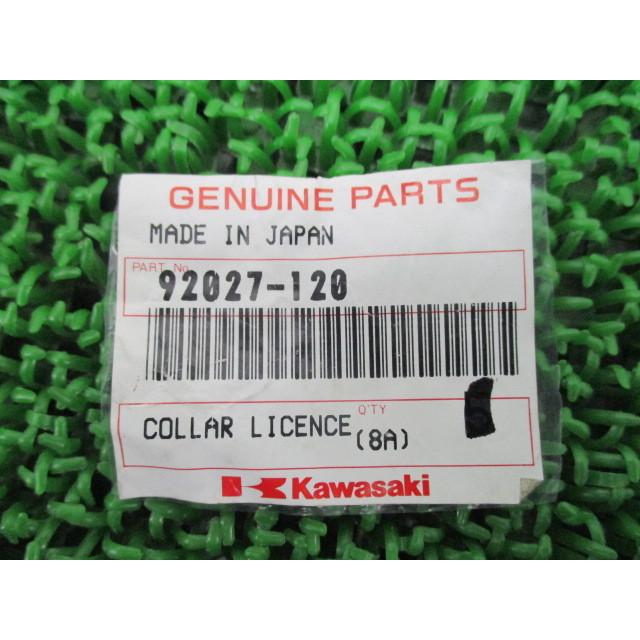 GENUINE PARTS
MADE IN JAPAN
PART No.
92027-120
COLLAR LICENCE
Q'TY
(8A)
Kawasaki